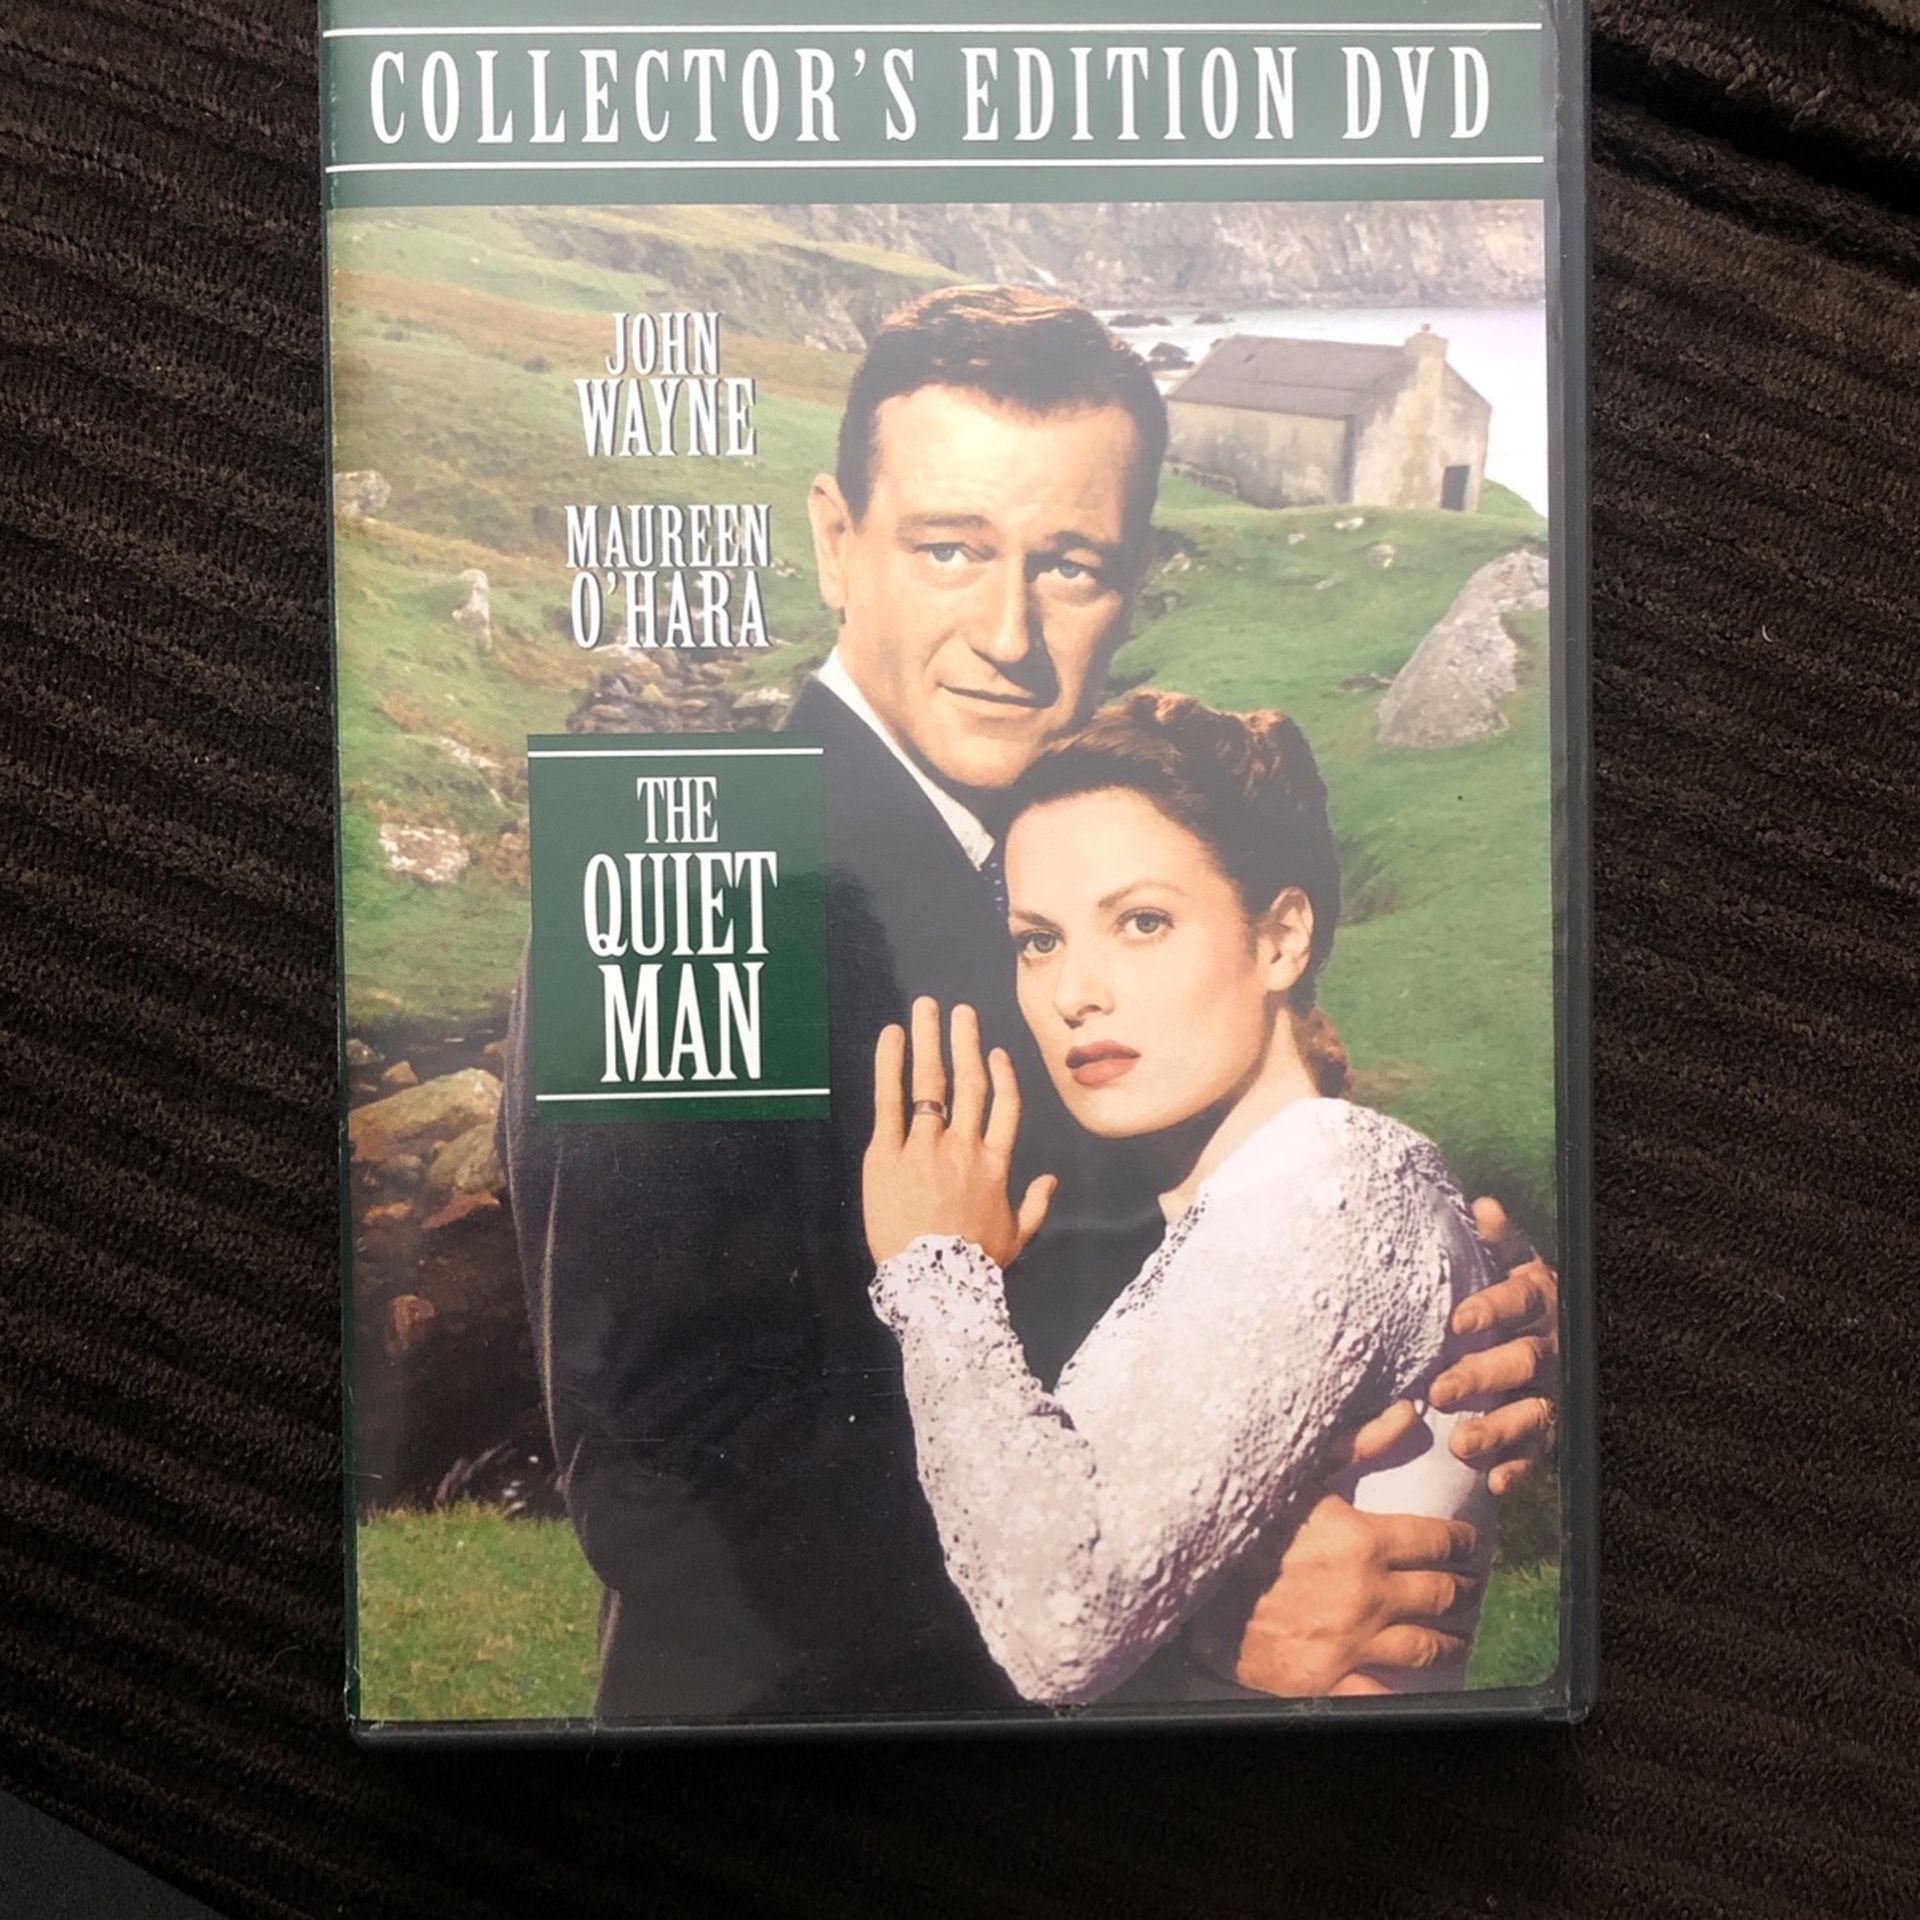 COLLECTOR'S EDITION DVD
JOHN
WAYNE
MAUREEN
O'HARA
THE
QUIET
MAN